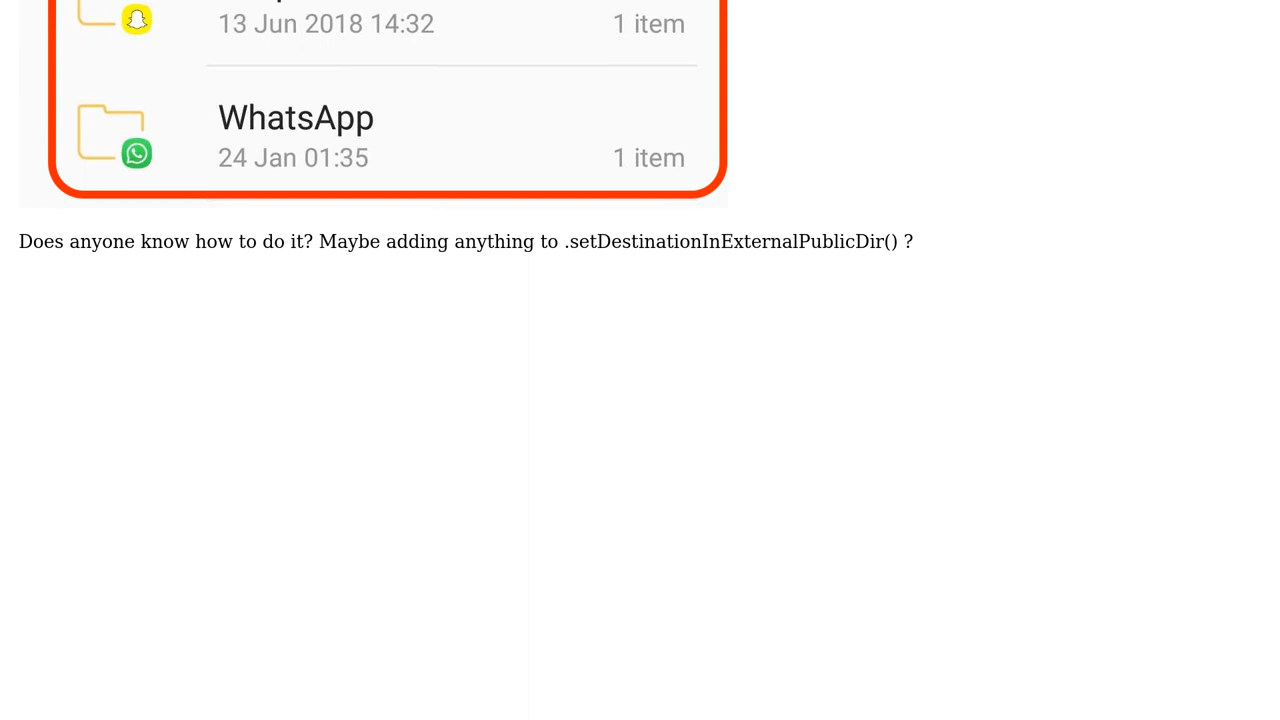 13 Jun 2018 14:32 1 item
WhatsApp
24 Jan 01:35 1 item
Does anyone know how to do it? Maybe adding anything to .setDestinationInExternalPublicDir() ?